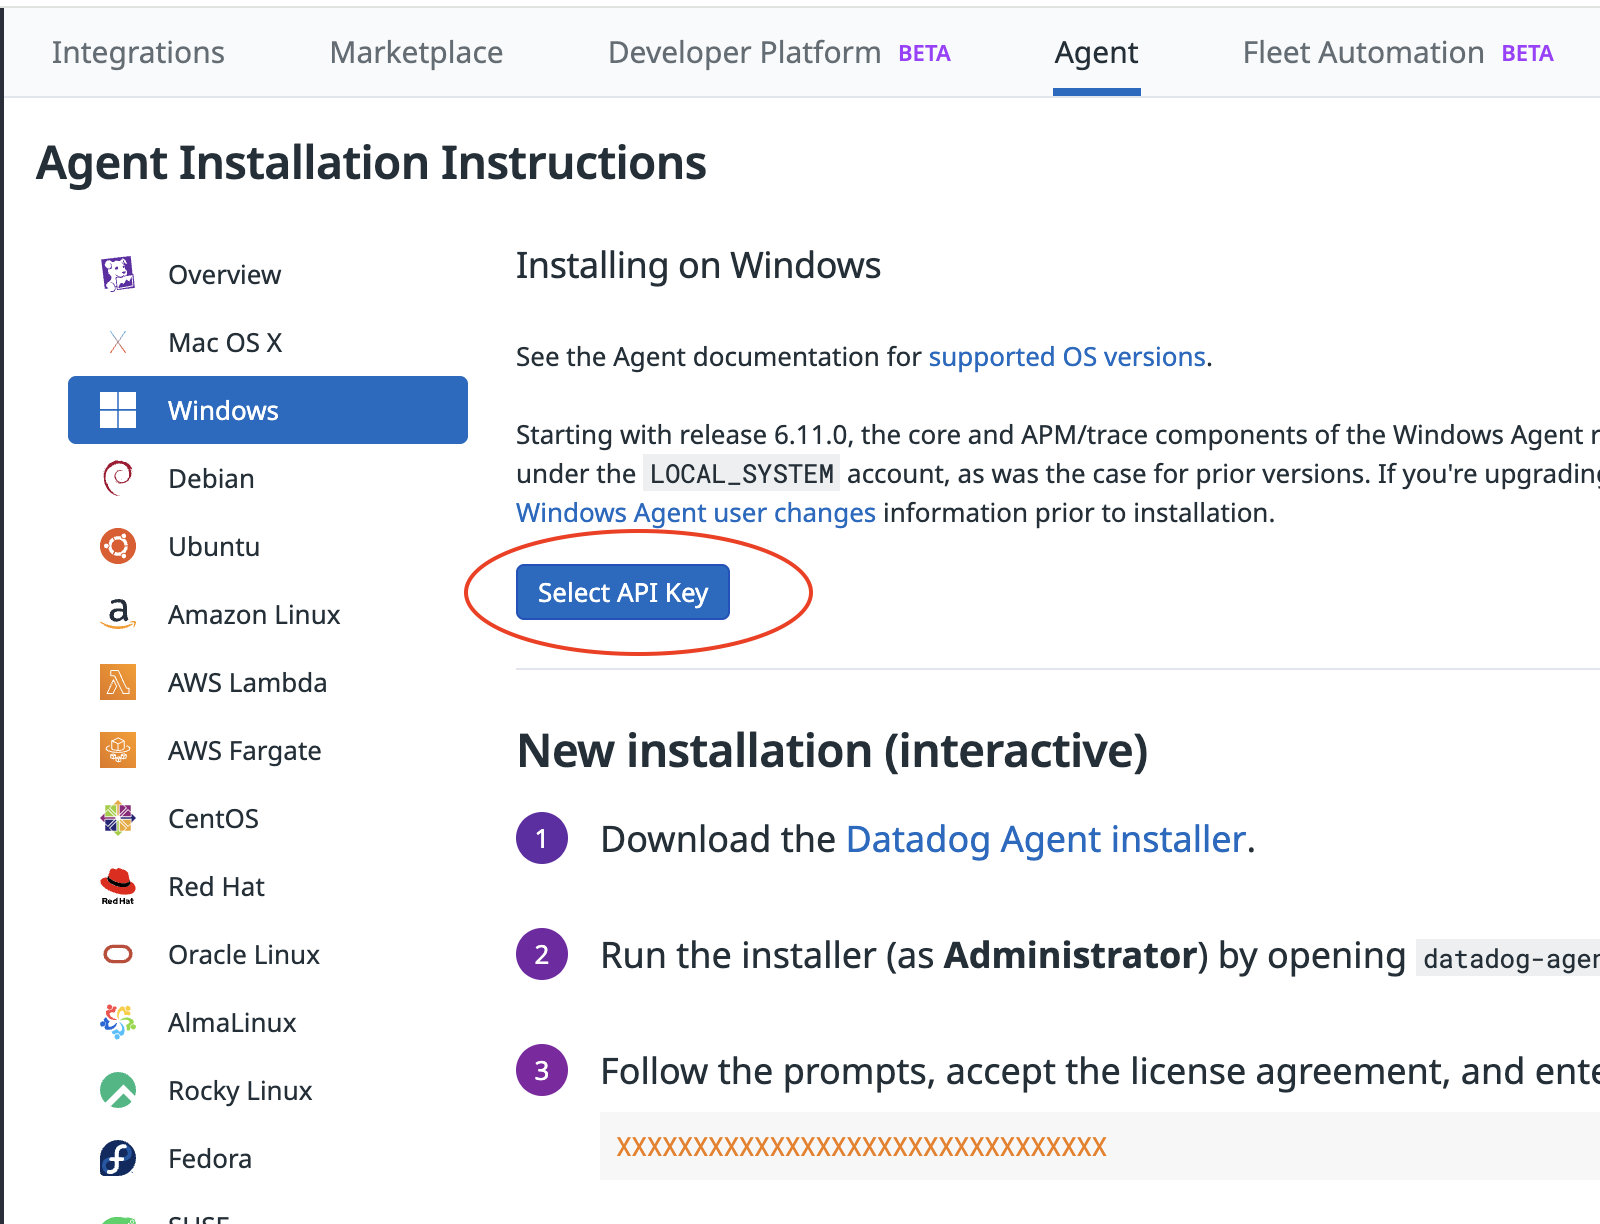 Integrations Marketplace Developer Platform BETA Agent Fleet Automation BETA
Agent Installation Instructions
Overview
Mac OS X
Windows
Debian
Ubuntu
Amazon Linux
AWS Lambda
AWS Fargate
CentOS
Red Hat
Red Hat
Oracle Linux
AlmaLinux
Rocky Linux
Fedora
SUSE
Installing on Windows
See the Agent documentation for supported OS versions.
Starting with release 6.11.0, the core and APM/trace components of the Windows Agent
under the LOCAL_SYSTEM account, as was the case for prior versions. If you're upgrading
Windows Agent user changes information prior to installation.
Select API Key
New installation (interactive)
1 Download the Datadog Agent installer.
2 Run the installer (as Administrator) by opening datadog-agen
3 Follow the prompts, accept the license agreement, and ente
XXXXXXXXXXXXXXXXXXXXXXXXXXXXXXXX